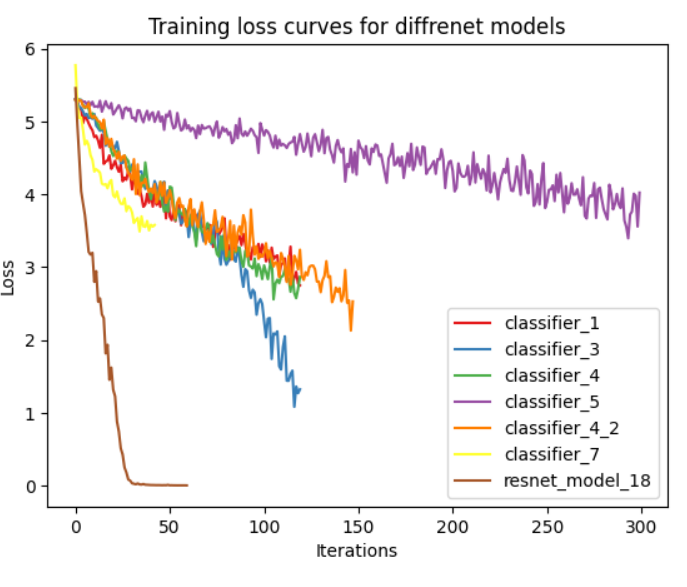 Training loss curves for diffrenet models
6
5
4
3
2
1
0
Loss
0 50 100 150 200 250 300
Iterations
classifier_1
classifier_3
classifier_4
classifier_5
classifier_4_2
classifier_7
resnet_model_18